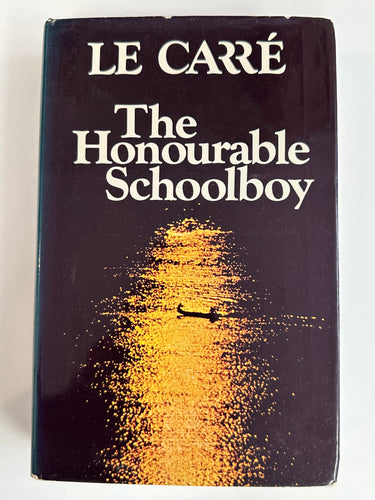 LE CARRÉ
The
Honourable
Schoolboy